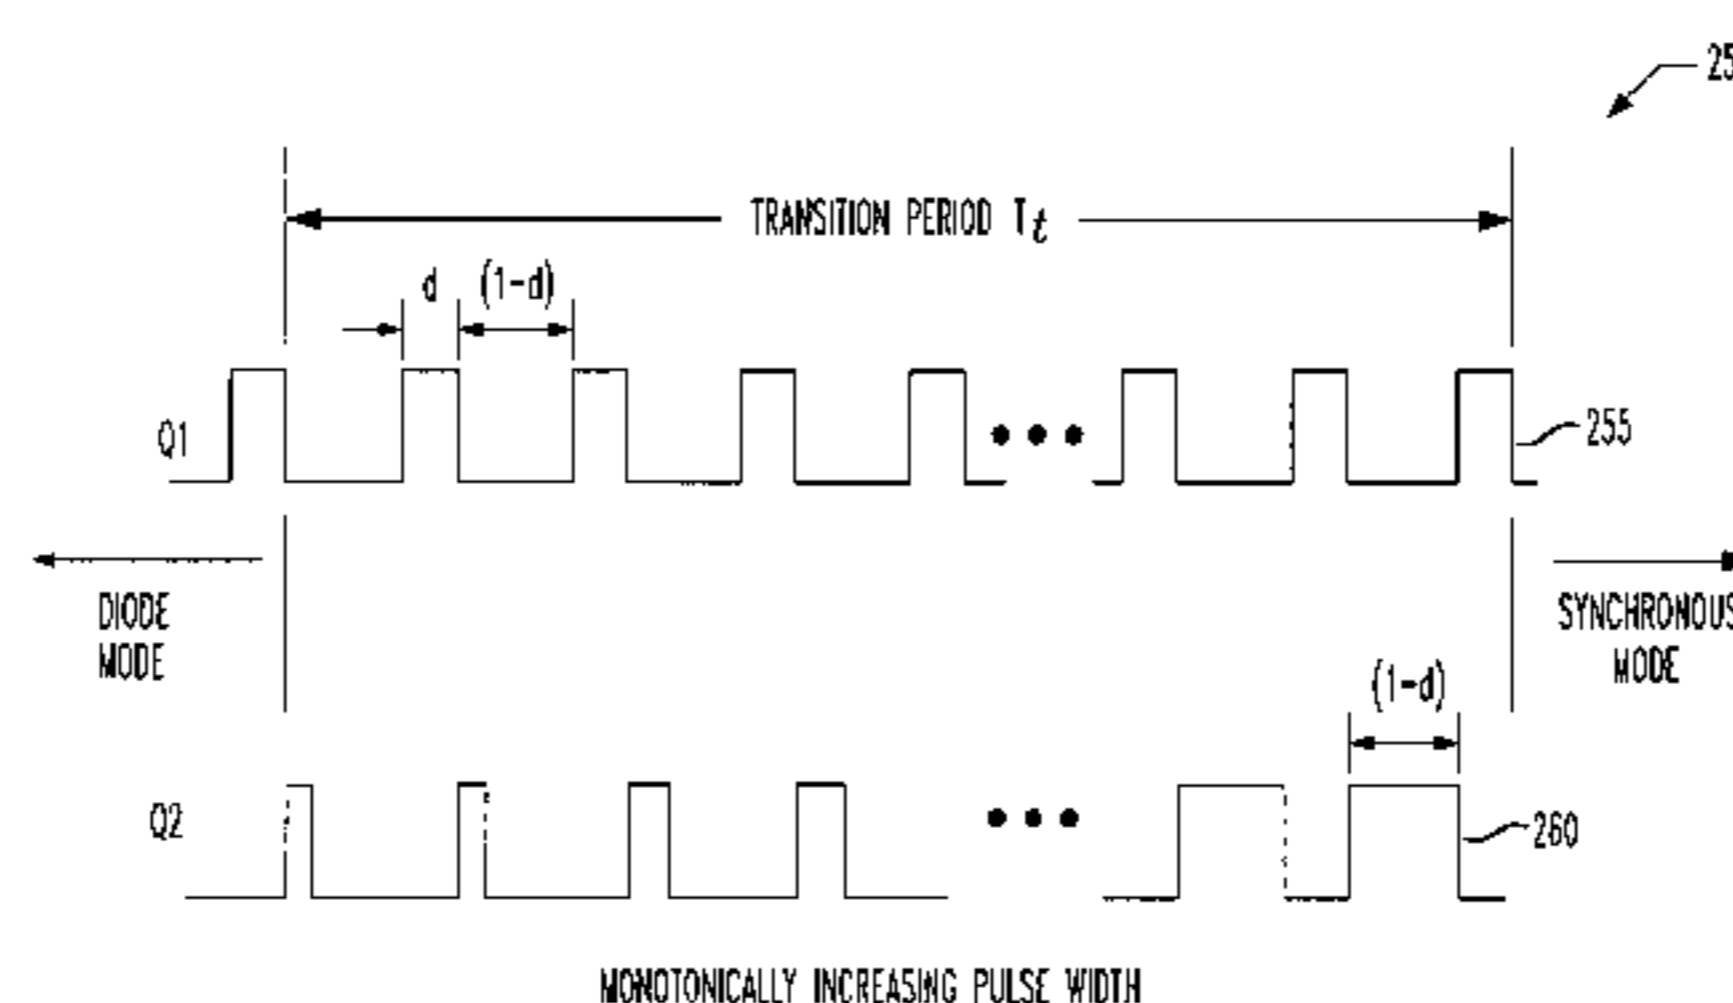 25
TRANSITION PERIOD Tt
d (1-d)
Q1
255
DIODE
MODE
SYNCHRONOUS
MODE
(1-d)
Q2
260
MONOTONICALLY INCREASING PULSE WIDTH